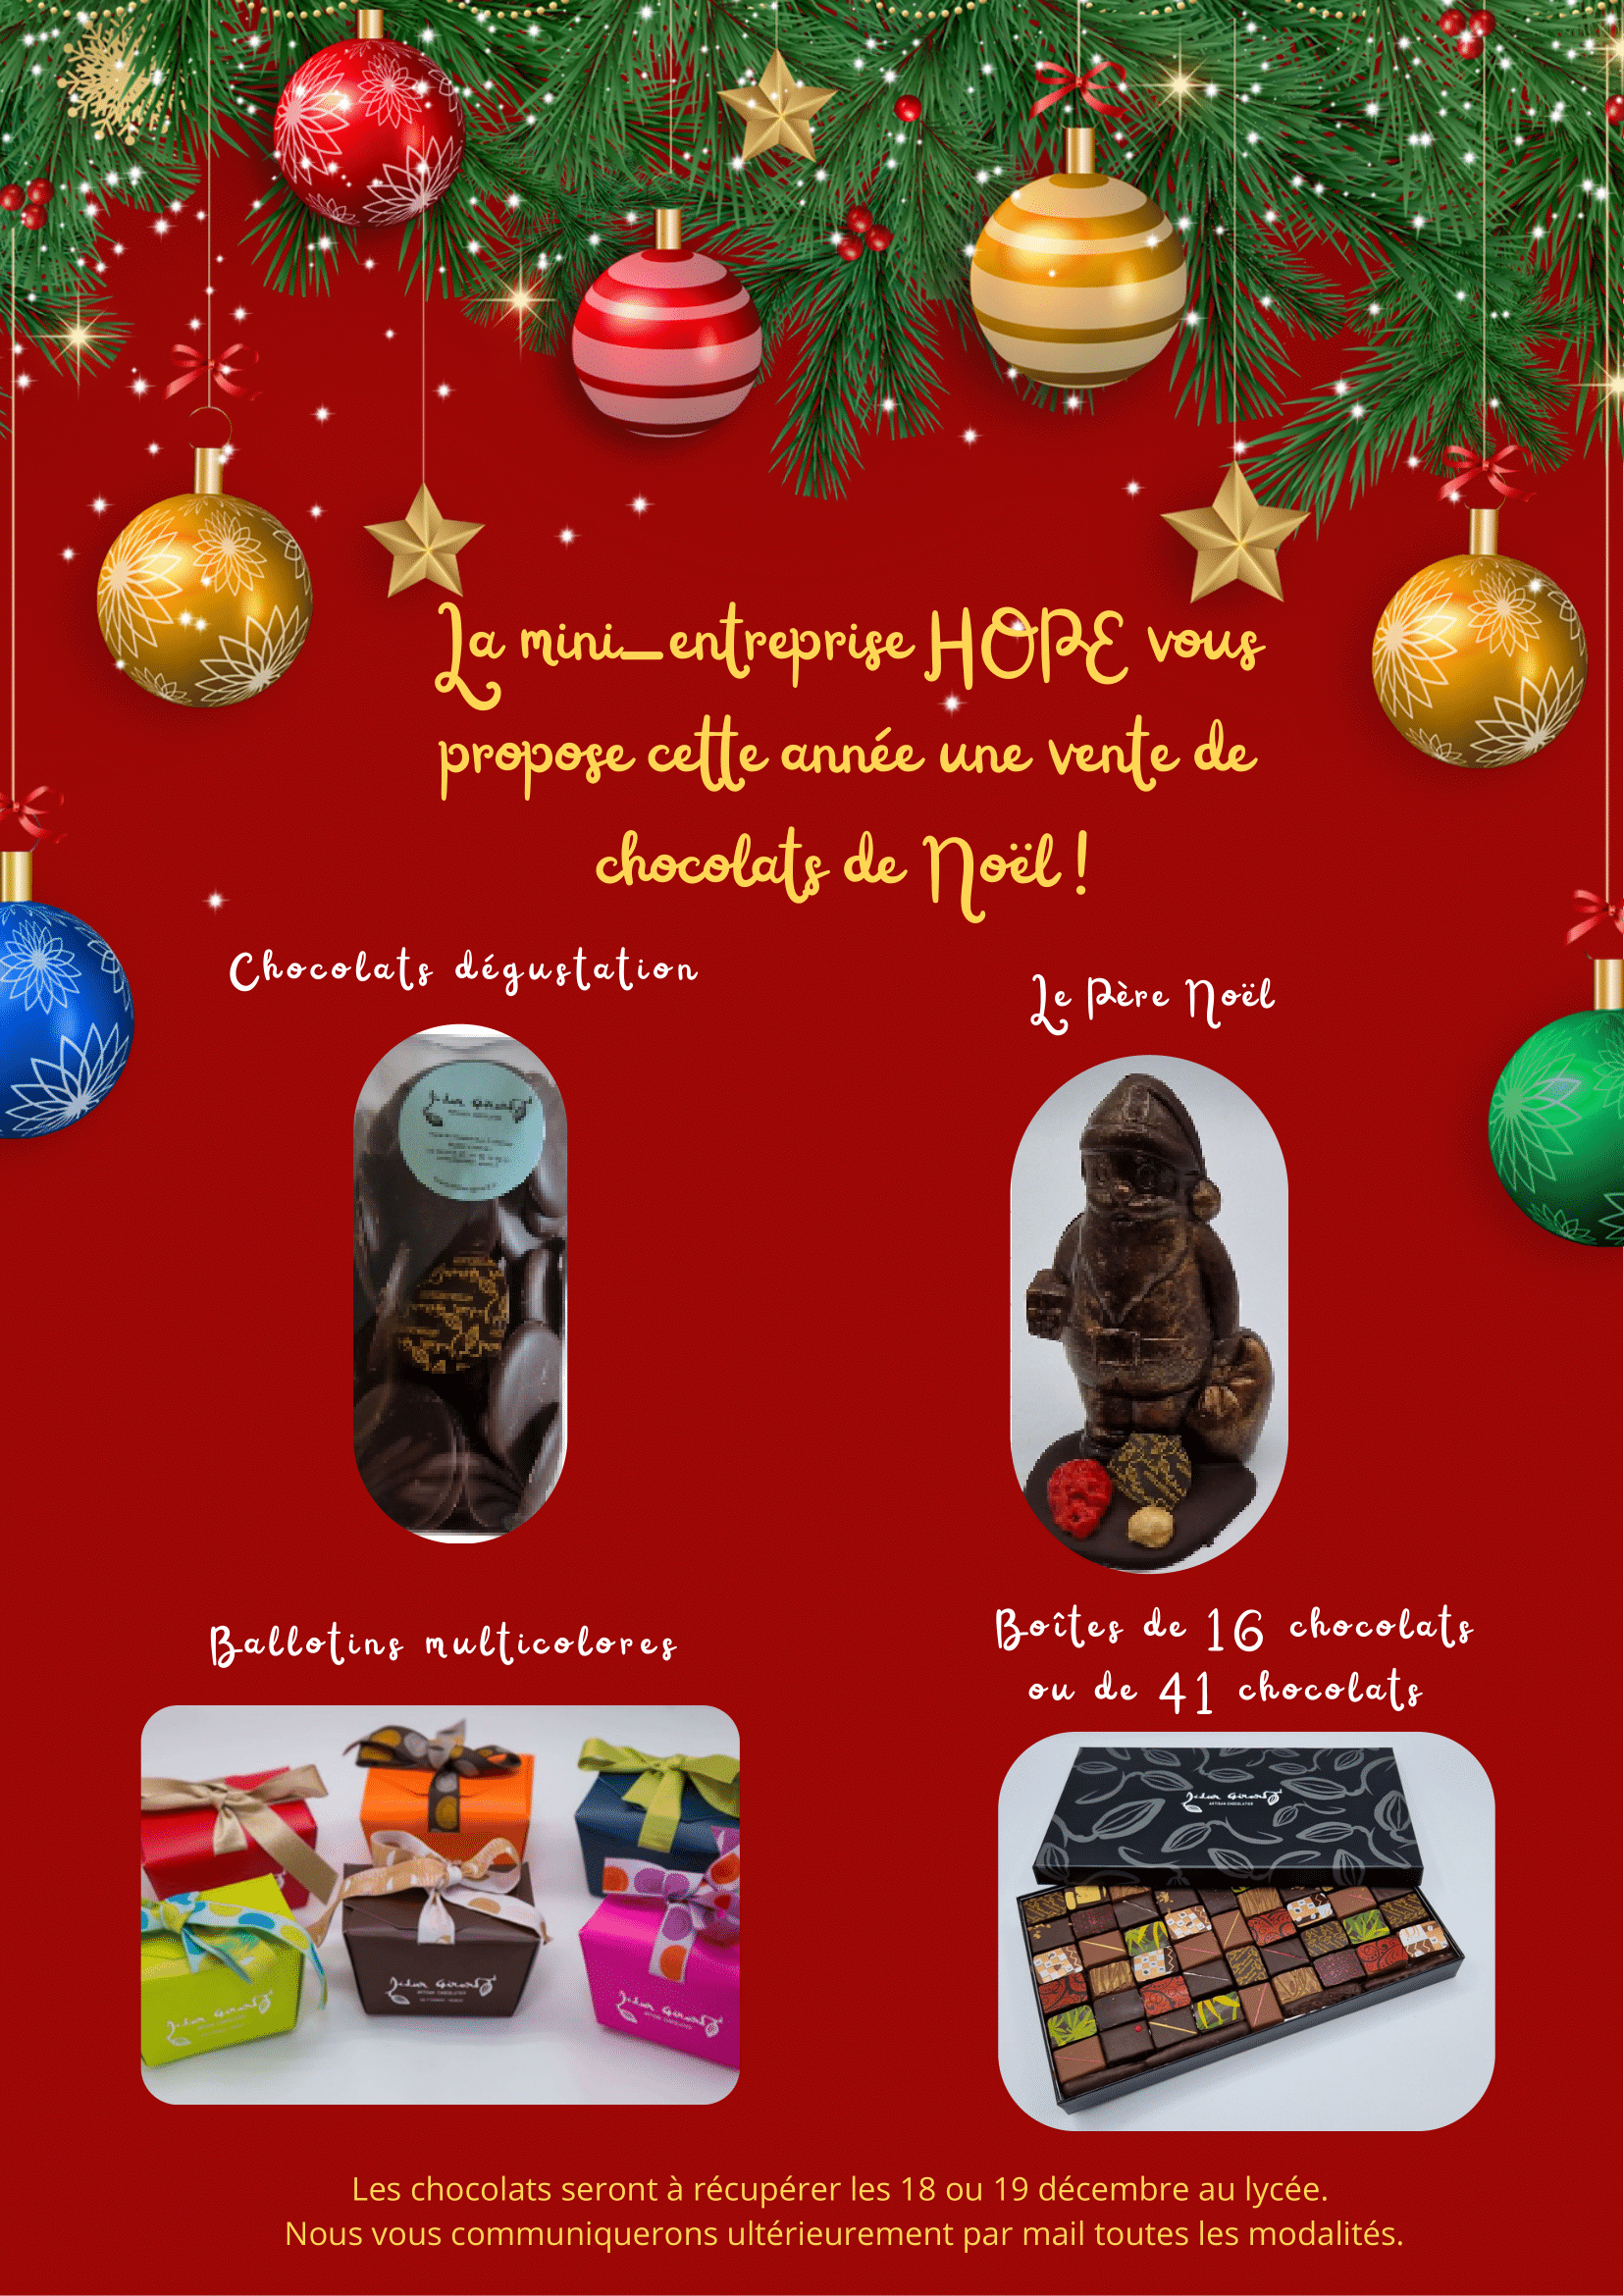 La mini_entreprise HOPE vous
propose cette année une vente de
chocolats de Noël !
Chocolats dégustation
Le Père Noël
Ballotins multicolores
Boîtes de 16 chocolats
ou de 41 chocolats
ARTISAN CHOCOLATIER
Les chocolats seront à récupérer les 18 ou 19 décembre au lycée.
Nous vous communiquerons ultérieurement par mail toutes les modalités.